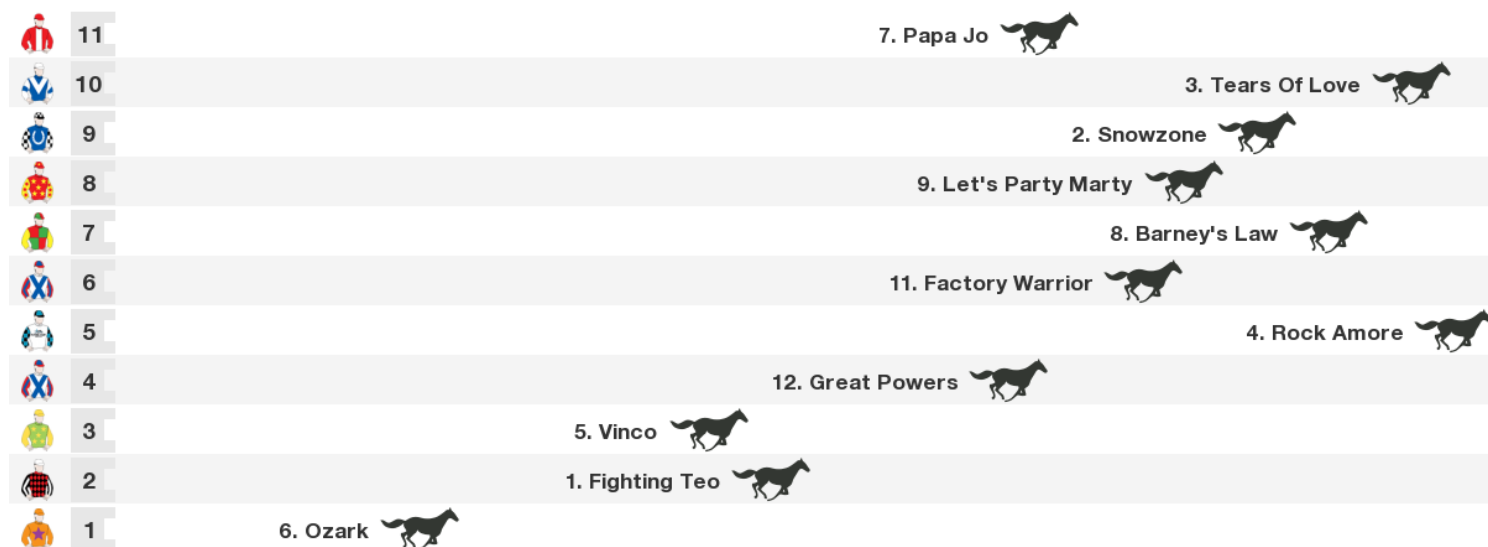 11 7. Papa Jo
10 3. Tears Of Love
9 2. Snowzone
8 9. Let's Party Marty
7 8. Barney's Law
6 11. Factory Warrior
5 4. Rock Amore
4 12. Great Powers
3 5. Vinco
2 1. Fighting Teo
1 6. Ozark